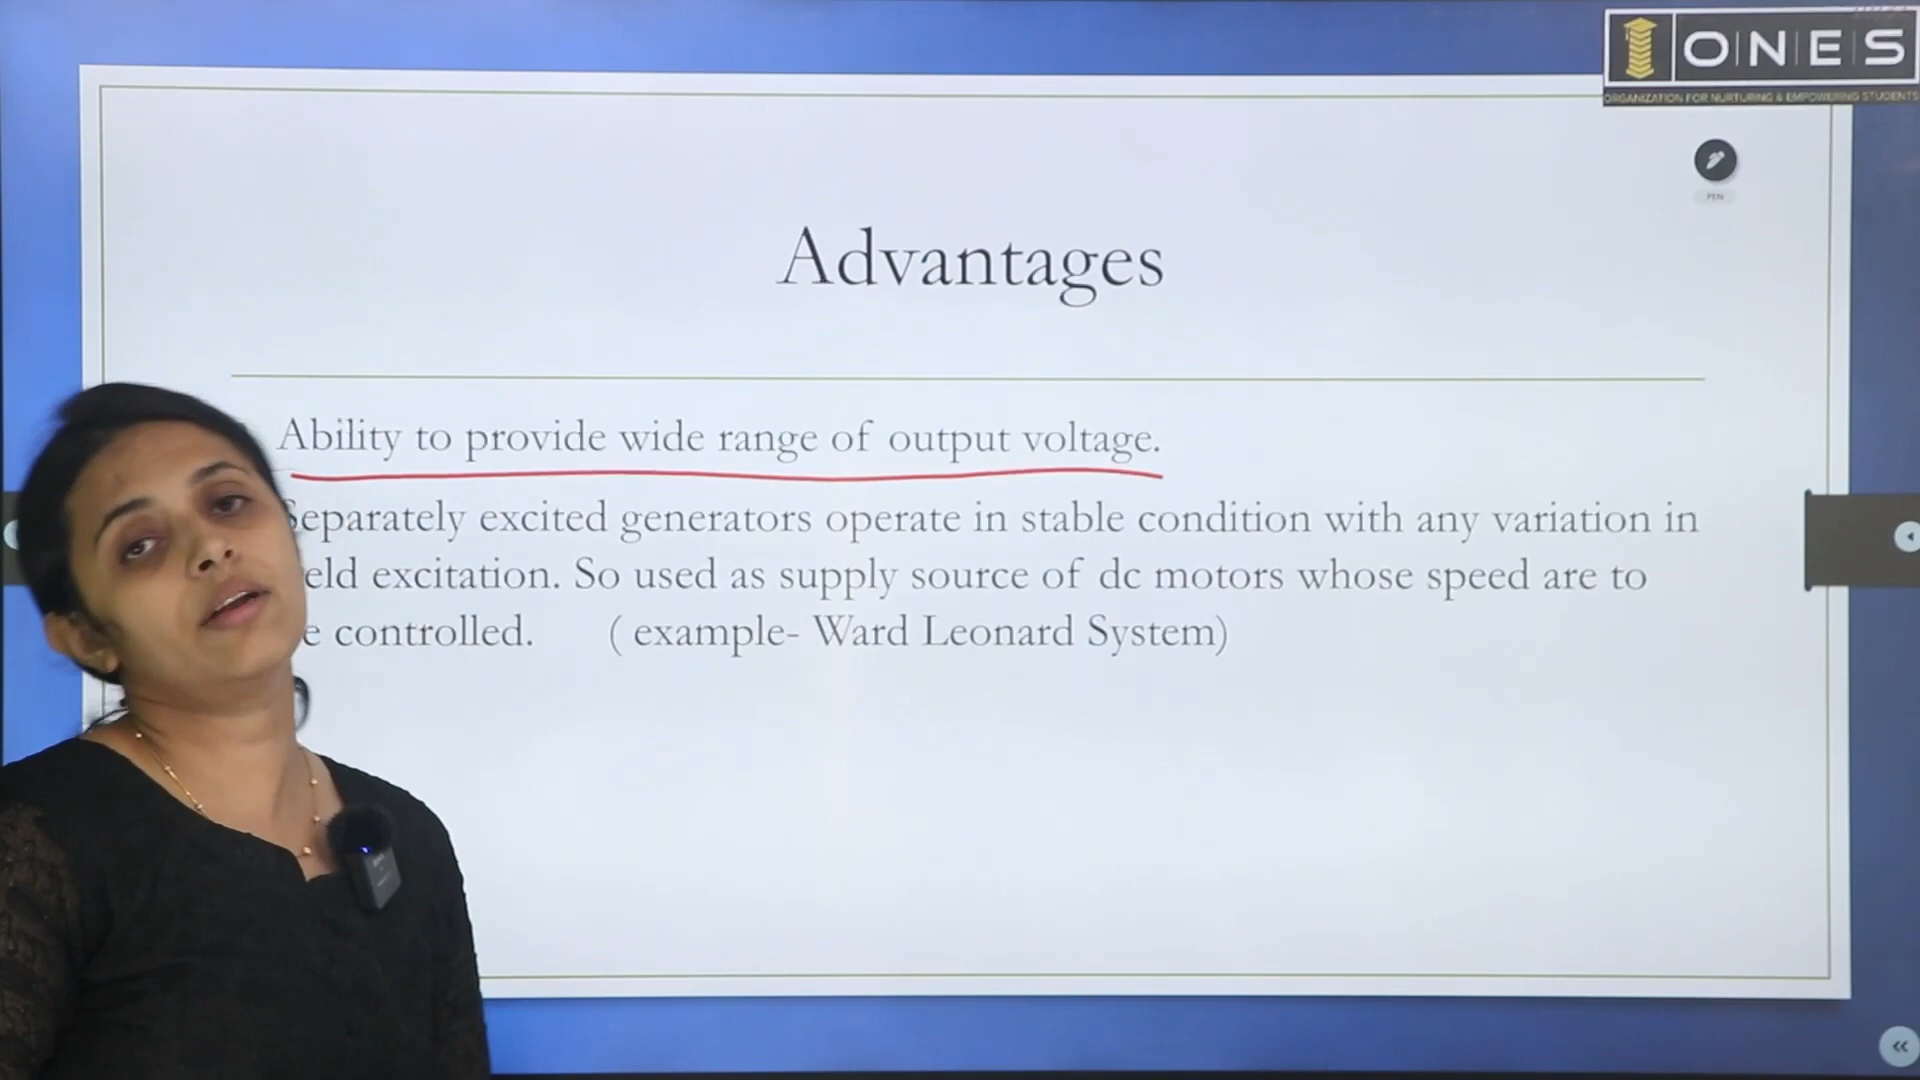 ONES
ORGANIZATION FOR NURTURING & EMPOWERING STUDENTS
PEN
Advantages
Ability to provide wide range of output voltage.
Separately excited generators operate in stable condition with any variation in
eld excitation. So used as supply source of dc motors whose speed are to
e controlled. ( example- Ward Leonard System)